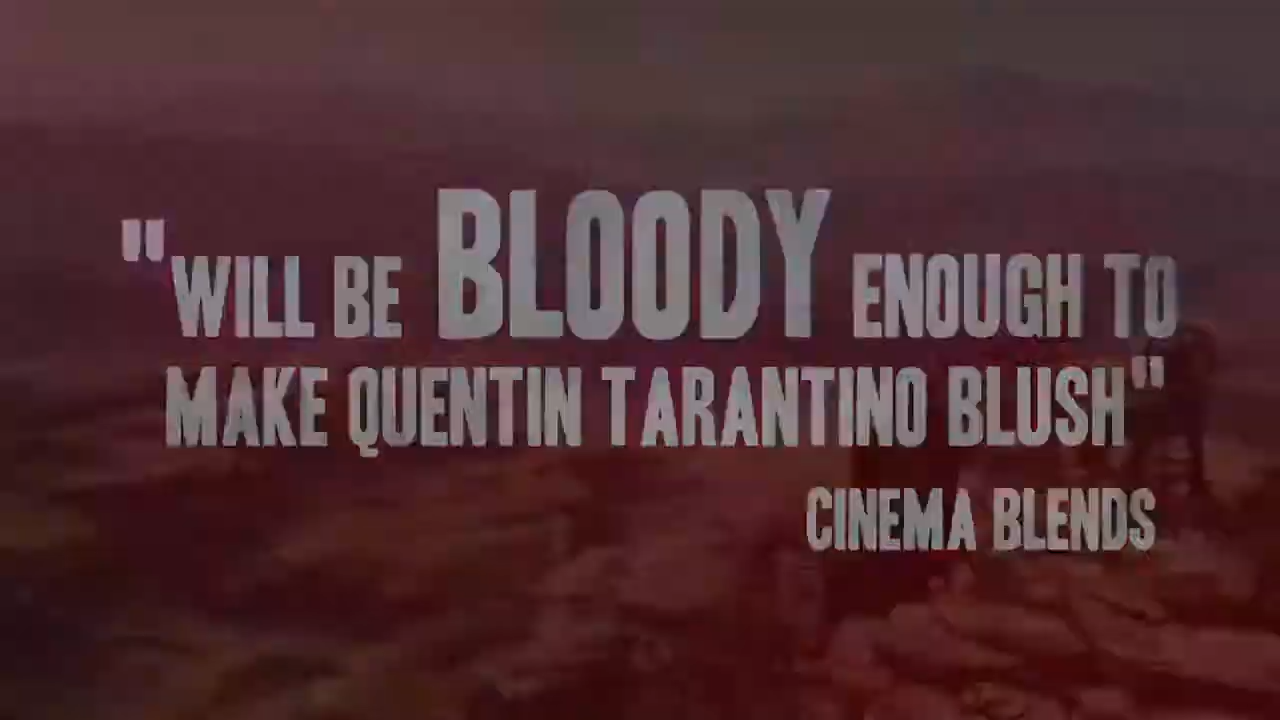 "WILL BE BLOODY ENOUGH TO
MAKE QUENTIN TARANTINO BLUSH"
CINEMA BLENDS